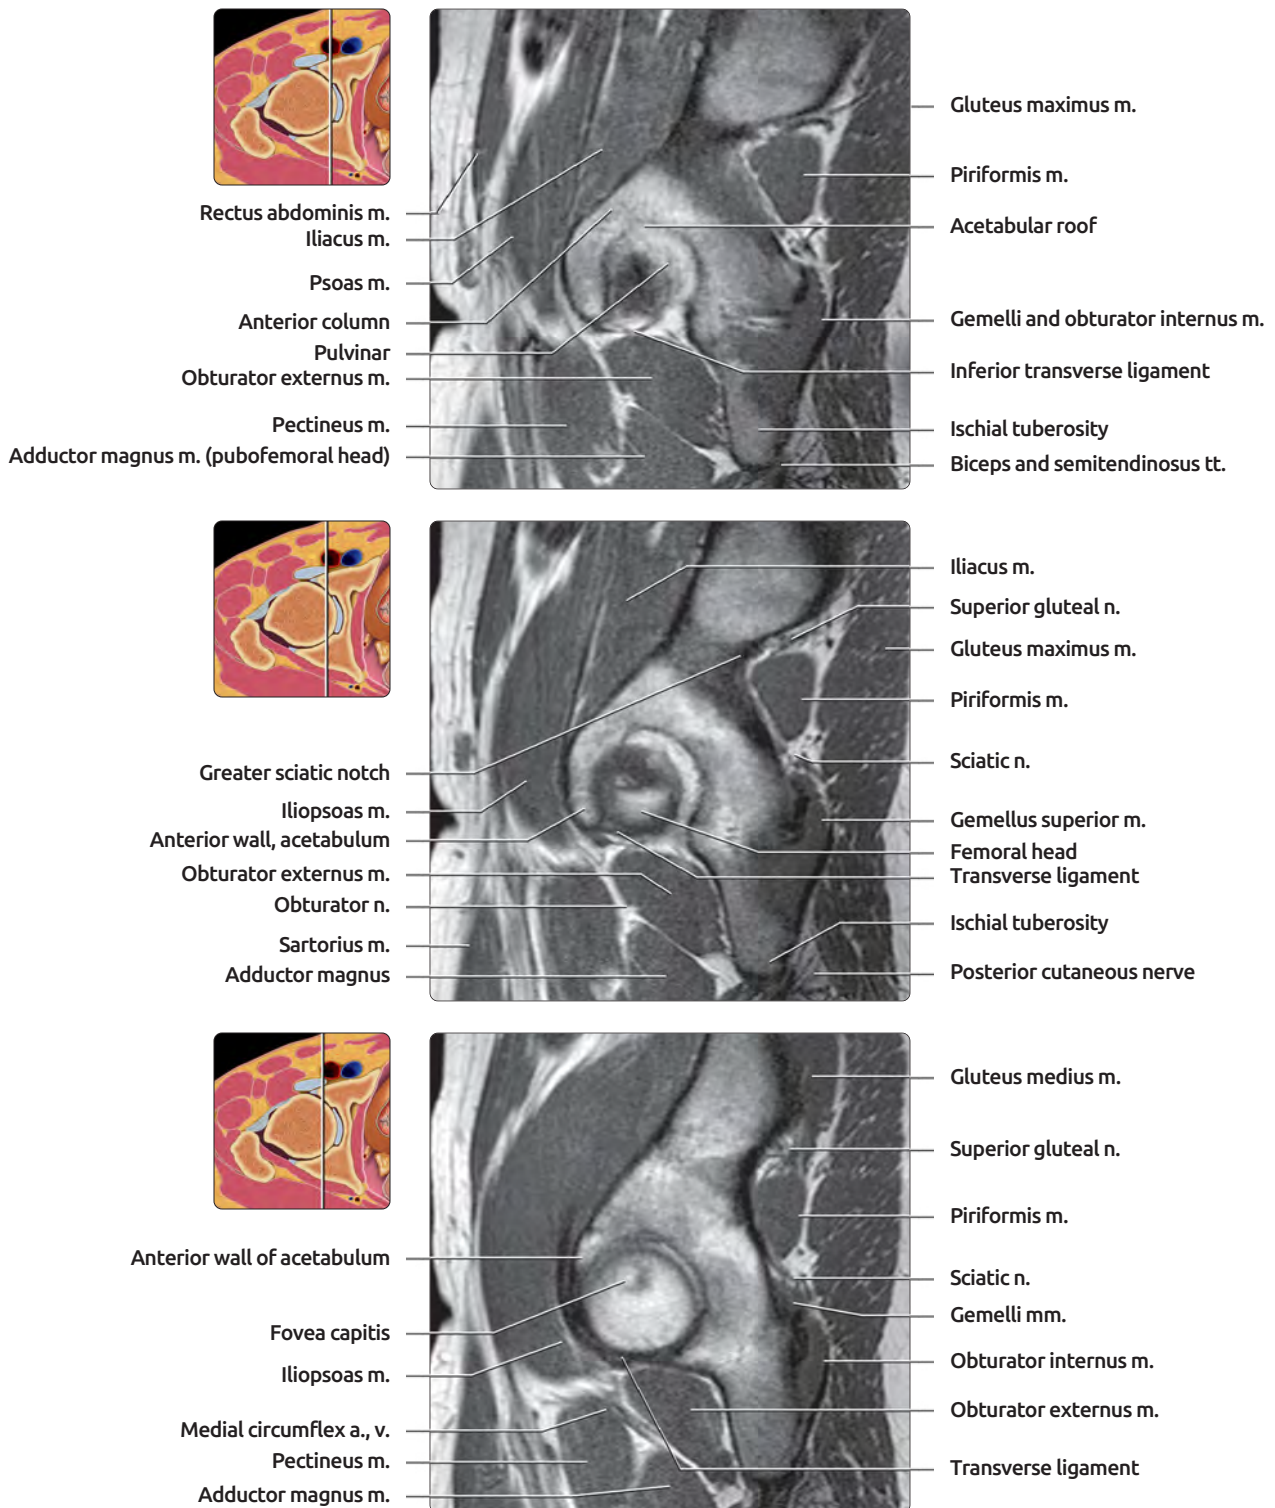 Rectus abdominis m.
Iliacus m.
Psoas m.
Anterior column
Pulvinar
Obturator externus m.
Pectineus m.
Adductor magnus m. (pubofemoral head)
Gluteus maximus m.
Piriformis m.
Acetabular roof
Gemelli and obturator internus m.
Inferior transverse ligament
Ischial tuberosity
Biceps and semitendinosus tt.
Greater sciatic notch
Iliopsoas m.
Anterior wall, acetabulum
Obturator externus m.
Obturator n.
Sartorius m.
Adductor magnus
Iliacus m.
Superior gluteal n.
Gluteus maximus m.
Piriformis m.
Sciatic n.
Gemellus superior m.
Femoral head
Transverse ligament
Ischial tuberosity
Posterior cutaneous nerve
Anterior wall of acetabulum
Fovea capitis
Iliopsoas m.
Medial circumflex a., v.
Pectineus m.
Adductor magnus m.
Gluteus medius m.
Superior gluteal n.
Piriformis m.
Sciatic n.
Gemelli mm.
Obturator internus m.
Obturator externus m.
Transverse ligament